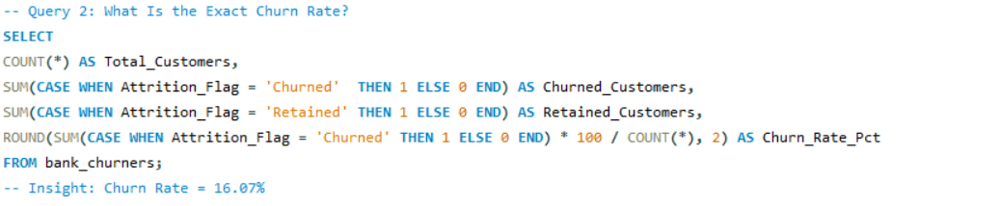 -- Query 2: What Is the Exact Churn Rate?
SELECT
COUNT(*) AS Total_Customers,
SUM(CASE WHEN Attrition_Flag = 'Churned'  THEN 1 ELSE 0 END) AS Churned_Customers,
SUM(CASE WHEN Attrition_Flag = 'Retained' THEN 1 ELSE 0 END) AS Retained_Customers,
ROUND(SUM(CASE WHEN Attrition_Flag = 'Churned' THEN 1 ELSE 0 END) * 100 / COUNT(*), 2) AS Churn_Rate_Pct
FROM bank_churners;
-- Insight: Churn Rate = 16.07%